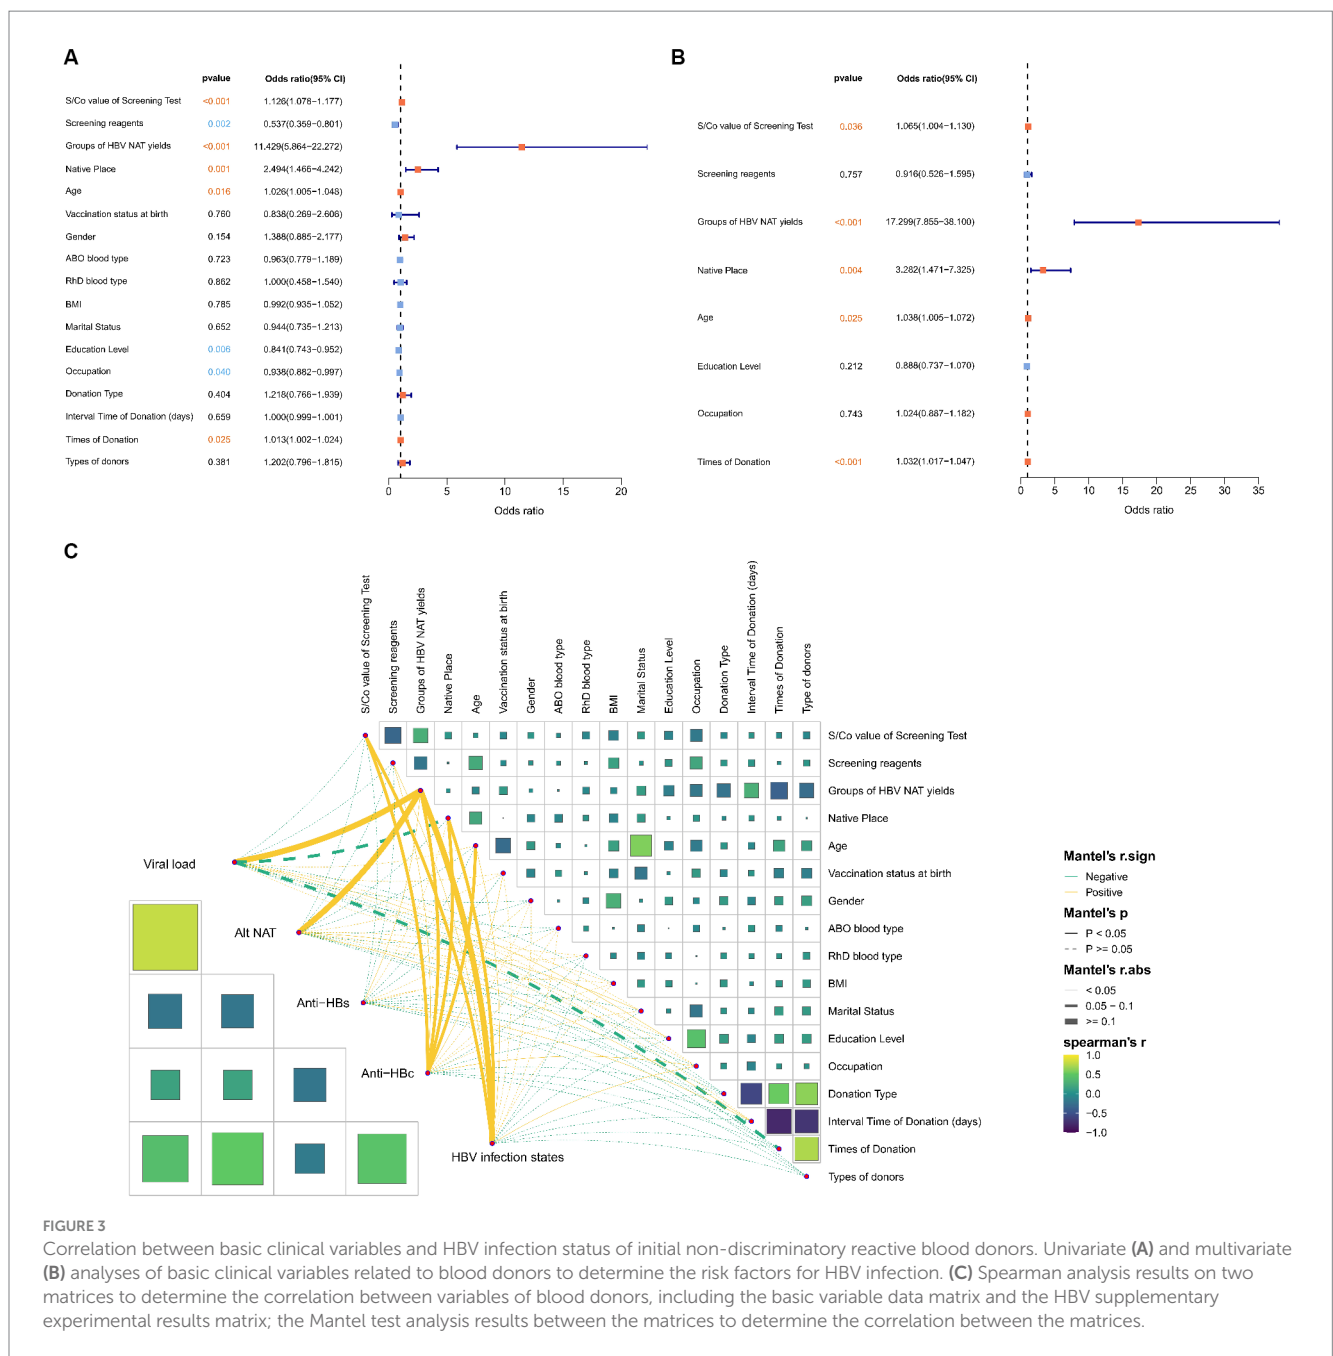 A
pvalue Odds ratio(95% CI)
S/Co value of Screening Test <0.001 1.126(1.078−1.177)
Screening reagents 0.002 0.537(0.359−0.801)
Groups of HBV NAT yields <0.001 11.429(5.864−22.272)
Native Place 0.001 2.494(1.466−4.242)
Age 0.016 1.026(1.005−1.048)
Vaccination status at birth 0.760 0.838(0.269−2.606)
Gender 0.154 1.388(0.885−2.177)
ABO blood type 0.723 0.963(0.779−1.189)
RhD blood type 0.862 1.000(0.458−1.540)
BMI 0.785 0.992(0.935−1.052)
Marital Status 0.652 0.944(0.735−1.213)
Education Level 0.006 0.841(0.743−0.952)
Occupation 0.040 0.938(0.882−0.997)
Donation Type 0.404 1.218(0.766−1.939)
Interval Time of Donation (days) 0.659 1.000(0.999−1.001)
Times of Donation 0.025 1.013(1.002−1.024)
Types of donors 0.381 1.202(0.796−1.815)
0 5 10 15 20
Odds ratio
B
pvalue Odds ratio(95% CI)
S/Co value of Screening Test 0.036 1.065(1.004−1.130)
Screening reagents 0.757 0.916(0.526−1.595)
Groups of HBV NAT yields <0.001 17.299(7.855−38.100)
Native Place 0.004 3.282(1.471−7.325)
Age 0.025 1.038(1.005−1.072)
Education Level 0.212 0.888(0.737−1.070)
Occupation 0.743 1.024(0.887−1.182)
Times of Donation <0.001 1.032(1.017−1.047)
0 5 10 15 20 25 30 35
Odds ratio
C
S/Co value of Screening Test
Screening reagents
Groups of HBV NAT yields
Native Place
Age
Vaccination status at birth
Gender
ABO blood type
RhD blood type
BMI
Marital Status
Education Level
Occupation
Donation Type
Interval Time of Donation (days)
Times of Donation
Type of donors
S/Co value of Screening Test
Screening reagents
Groups of HBV NAT yields
Native Place
Age
Vaccination status at birth
Gender
ABO blood type
RhD blood type
BMI
Marital Status
Education Level
Occupation
Donation Type
Interval Time of Donation (days)
Times of Donation
Types of donors
Viral load
Alt NAT
Anti-HBs
Anti-HBc
HBV infection states
Mantel's r.sign
Negative
Positive
Mantel's p
P < 0.05
P >= 0.05
Mantel's r.abs
< 0.05
0.05 − 0.1
>= 0.1
spearman's r
1.0
0.5
0.0
−0.5
−1.0
FIGURE 3
Correlation between basic clinical variables and HBV infection status of initial non-discriminatory reactive blood donors. Univariate (A) and multivariate
(B) analyses of basic clinical variables related to blood donors to determine the risk factors for HBV infection. (C) Spearman analysis results on two
matrices to determine the correlation between variables of blood donors, including the basic variable data matrix and the HBV supplementary
experimental results matrix; the Mantel test analysis results between the matrices to determine the correlation between the matrices.